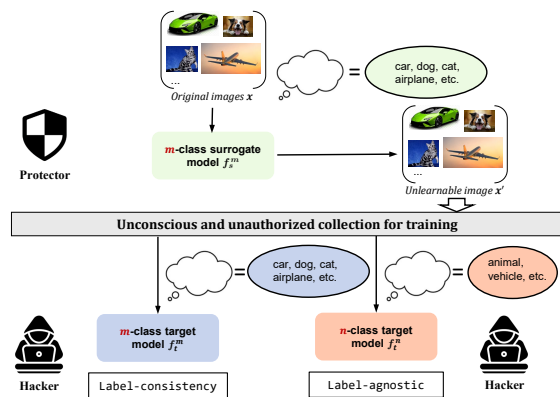 ...
Original images x
=
car, dog, cat,
airplane, etc.
Protector
m-class surrogate
model f_s^m
...
Unlearnable image x′
Unconscious and unauthorized collection for training
=
car, dog, cat,
airplane, etc.
=
animal,
vehicle, etc.
m-class target
model f_t^m
n-class target
model f_t^n
Hacker
Label-consistency
Label-agnostic
Hacker